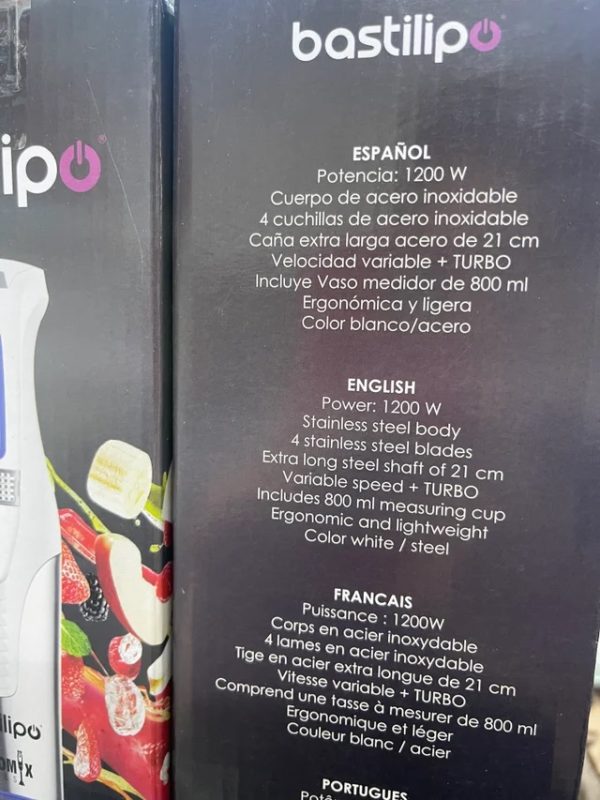 bastilipo
ESPAÑOL
Potencia: 1200 W
Cuerpo de acero inoxidable
4 cuchillas de acero inoxidable
Caña extra larga acero de 21 cm
Velocidad variable + TURBO
Incluye Vaso medidor de 800 ml
Ergonómica y ligera
Color blanco/acero
ENGLISH
Power: 1200 W
Stainless steel body
4 stainless steel blades
Extra long steel shaft of 21 cm
Variable speed + TURBO
Includes 800 ml measuring cup
Ergonomic and lightweight
Color white / steel
FRANCAIS
Puissance : 1200W
Corps en acier inoxydable
4 lames en acier inoxydable
Tige en acier extra longue de 21 cm
Vitesse variable + TURBO
Comprend une tasse à mesurer de 800 ml
Ergonomique et léger
Couleur blanc / acier
PORTUGUES
ipo
lipo